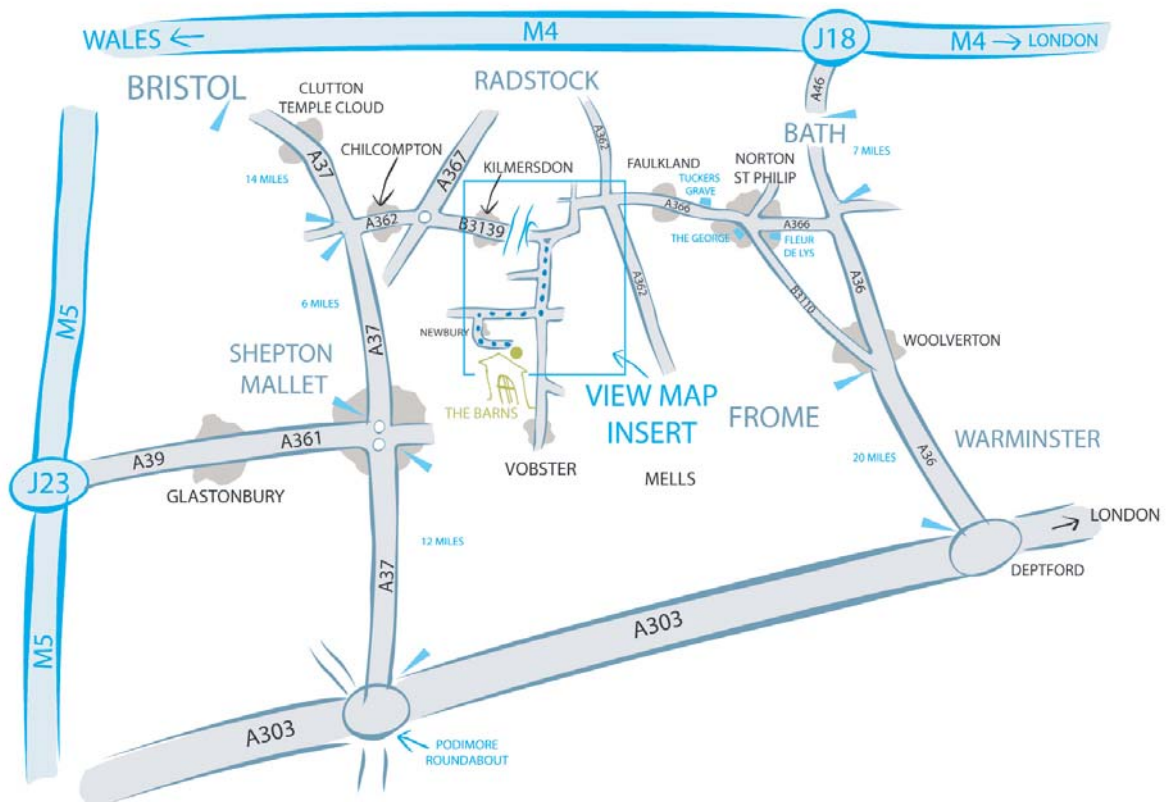 WALES
M4
J18
M4
LONDON
BRISTOL
CLUTTON
TEMPLE CLOUD
RADSTOCK
A46
BATH
7 MILES
A37
14 MILES
CHILCOMPTON
A362
A367
KILMERSDON
B3139
A362
FAULKLAND
TUCKERS
GRAVE
A366
NORTON
ST PHILIP
THE GEORGE
A366
FLEUR
DE LYS
M5
6 MILES
A37
A362
A36
B3110
NEWBURY
WOOLVERTON
SHEPTON
MALLET
THE BARNS
VIEW MAP
INSERT
FROME
WARMINSTER
A361
A39
J23
GLASTONBURY
VOBSTER
MELLS
20 MILES
A36
LONDON
12 MILES
A37
DEPTFORD
M5
A303
A303
PODIMORE
ROUNDABOUT